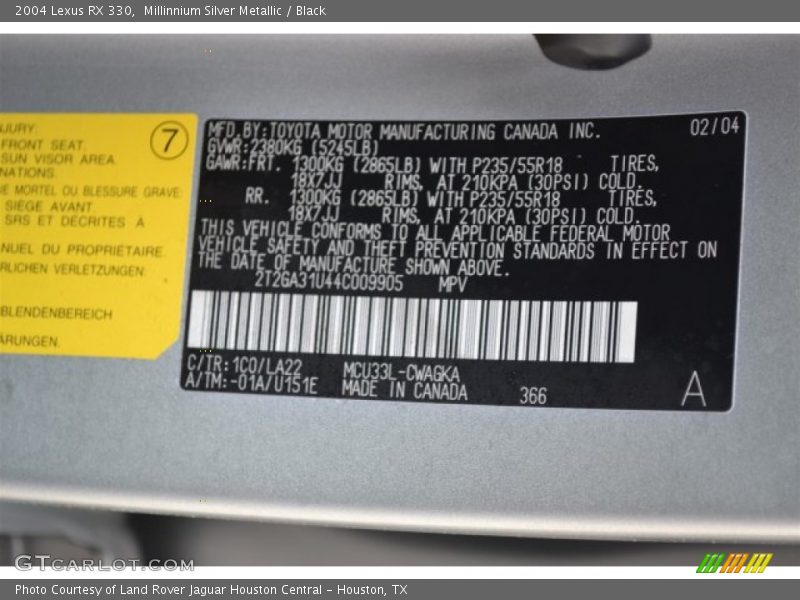 2004 Lexus RX 330,  Millinnium Silver Metallic / Black
NJURY:
FRONT SEAT.
SUN VISOR AREA.
NATIONS.
DE MORTEL OU BLESSURE GRAVE:
SIÈGE AVANT
SRS ET DÉCRITES À
NUEL DU PROPRIÉTAIRE.
RLICHEN VERLETZUNGEN:
BLENDENBEREICH
ÄRUNGEN.
7
MFD. BY: TOYOTA MOTOR MANUFACTURING CANADA INC. 02/04
GVWR: 2380KG (5245LB)
GAWR: FRT. 1300KG (2865LB) WITH P235/55R18 TIRES,
18X7JJ RIMS, AT 210KPA (30PSI) COLD.
RR. 1300KG (2865LB) WITH P235/55R18 TIRES,
18X7JJ RIMS, AT 210KPA (30PSI) COLD.
THIS VEHICLE CONFORMS TO ALL APPLICABLE FEDERAL MOTOR
VEHICLE SAFETY AND THEFT PREVENTION STANDARDS IN EFFECT ON
THE DATE OF MANUFACTURE SHOWN ABOVE.
2T2GA31U44C009905 MPV
C/TR: 1C0/LA22 MCU33L-CWAGKA
A/TM: -01A/U151E MADE IN CANADA 366 A
GTCARLOT.COM
Photo Courtesy of Land Rover Jaguar Houston Central - Houston, TX